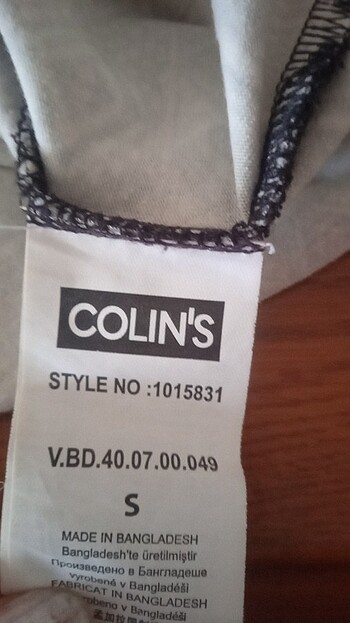 COLIN'S
STYLE NO :1015831
V.BD.40.07.00.049
S
MADE IN BANGLADESH
Bangladesh'te üretilmiştir
Произведено в Бангладеше
vyrobené v Bangladéši
FABRICAT IN BANGLADESH
v Bangladéši